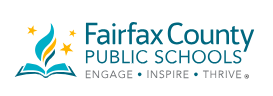 Fairfax County
PUBLIC SCHOOLS
ENGAGE • INSPIRE • THRIVE ®